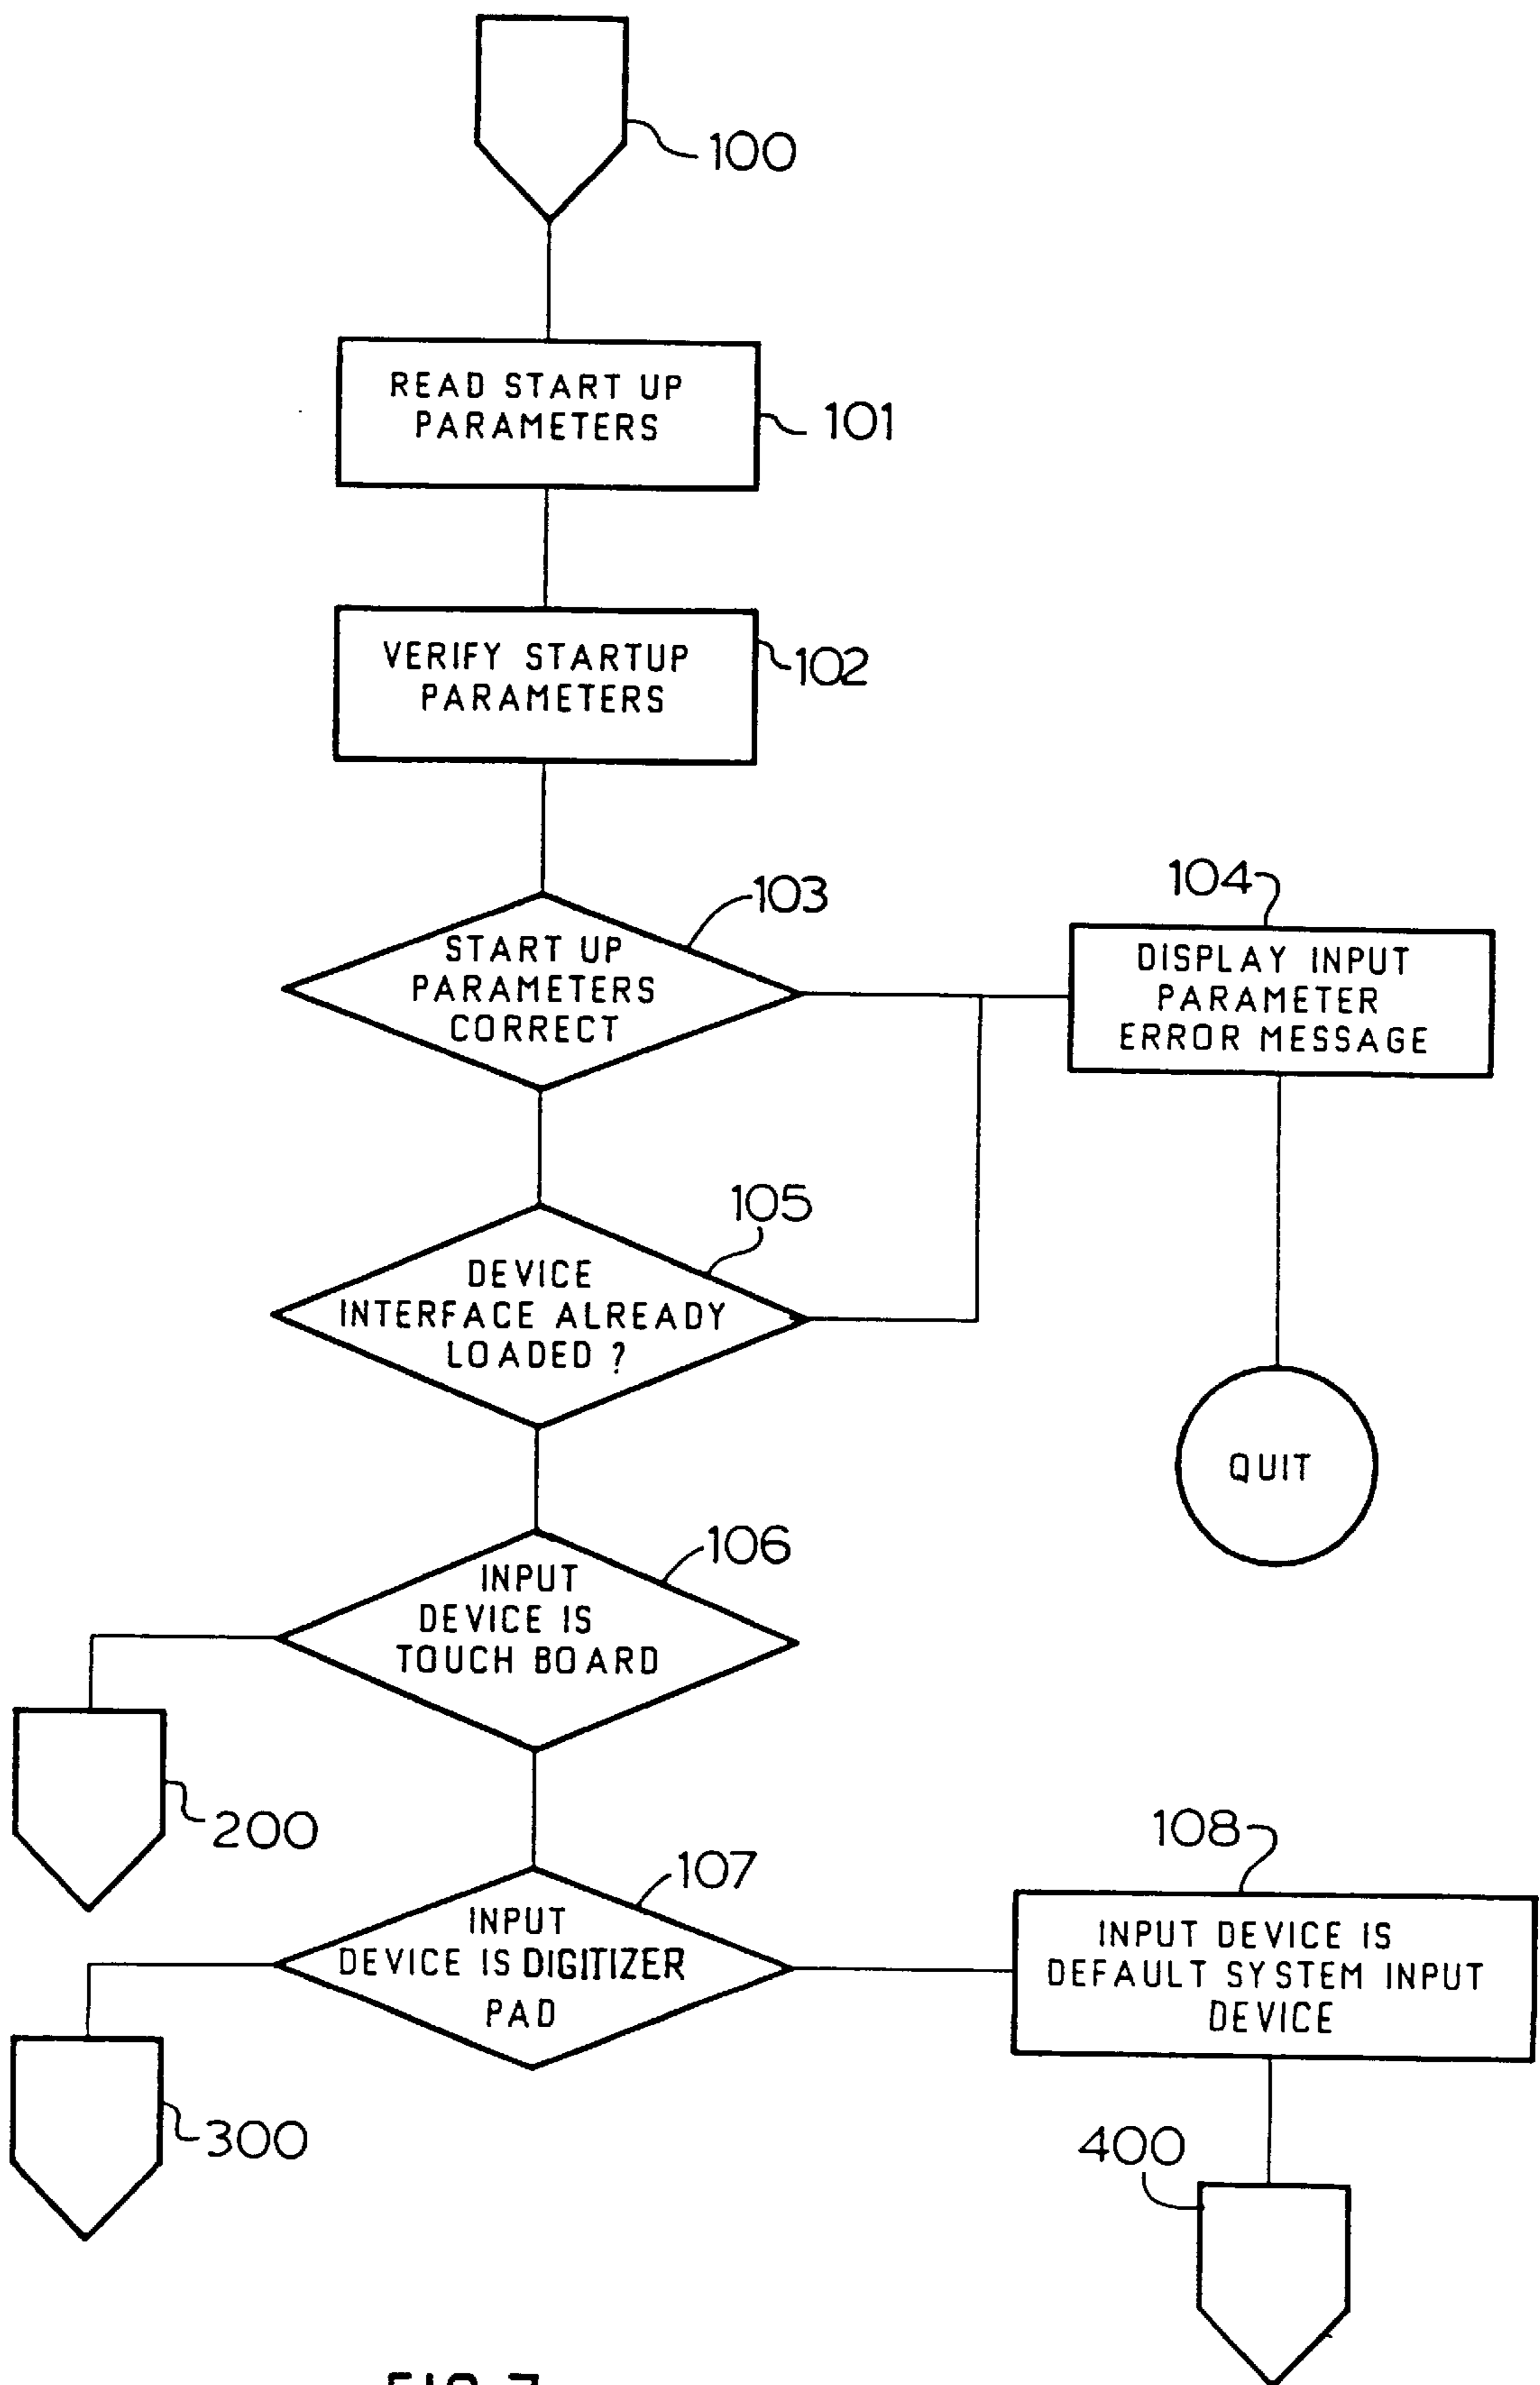 100
READ START UP
PARAMETERS
101
VERIFY STARTUP
PARAMETERS
102
103
START UP
PARAMETERS
CORRECT
104
DISPLAY INPUT
PARAMETER
ERROR MESSAGE
105
DEVICE
INTERFACE ALREADY
LOADED ?
QUIT
106
INPUT
DEVICE IS
TOUCH BOARD
200
107
INPUT
DEVICE IS DIGITIZER
PAD
108
INPUT DEVICE IS
DEFAULT SYSTEM INPUT
DEVICE
300
400